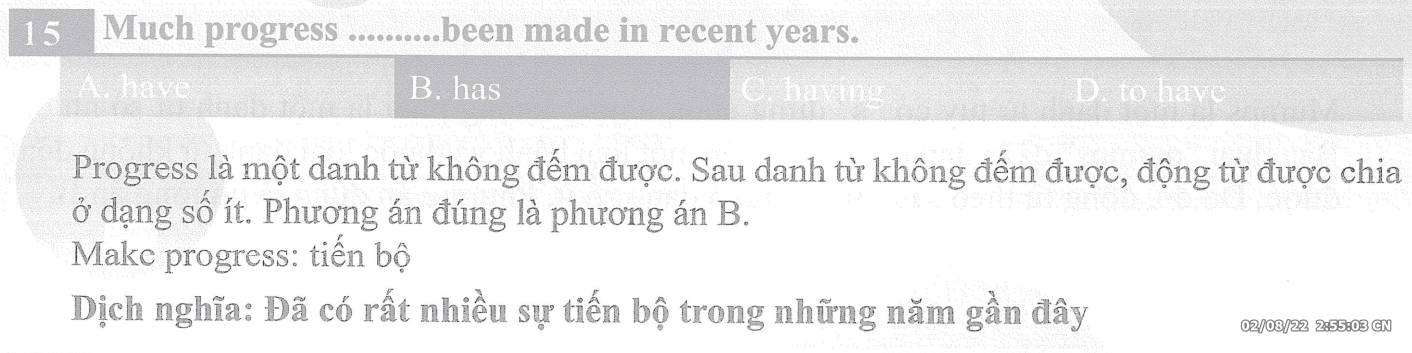 15 Much progress ..........been made in recent years.
A. have B. has C. having D. to have
Progress là một danh từ không đếm được. Sau danh từ không đếm được, động từ được chia
ở dạng số ít. Phương án đúng là phương án B.
Make progress: tiến bộ
Dịch nghĩa: Đã có rất nhiều sự tiến bộ trong những năm gần đây
02/08/22 2:55:03 CN